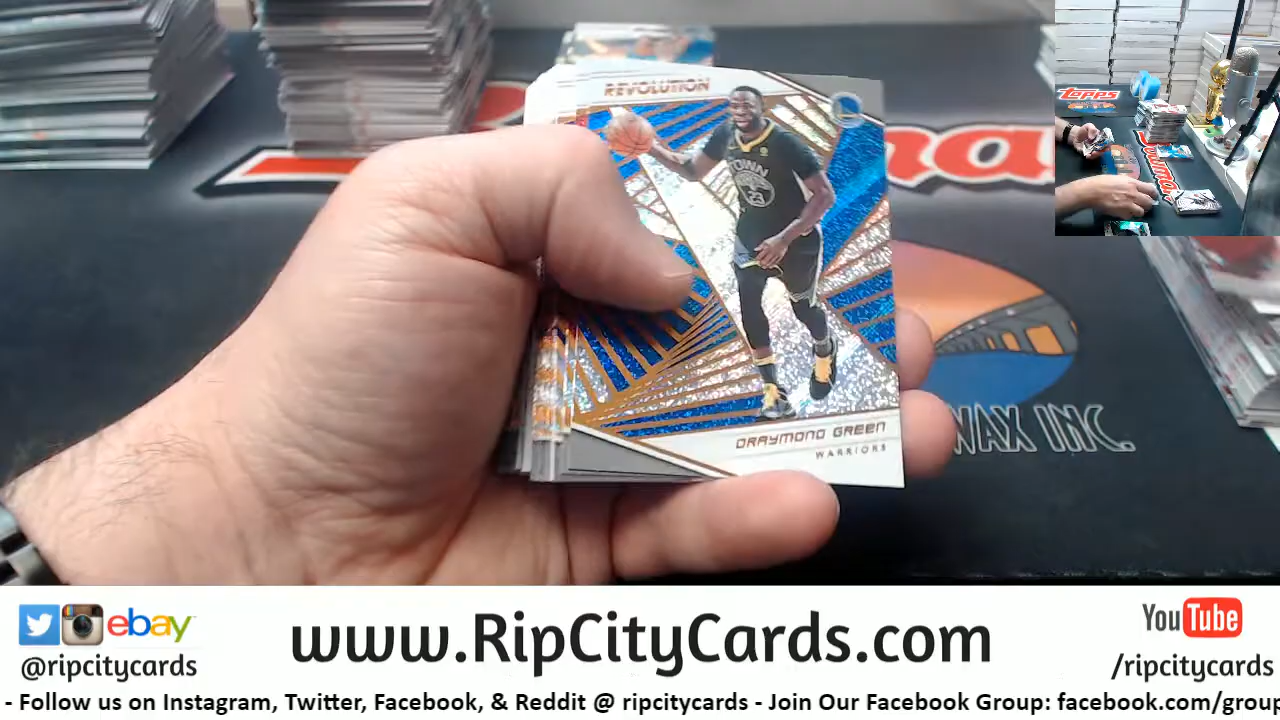 REVOLUTION
TOWN
23
DRAYMOND GREEN
WARRIORS
topps
WAX INC.
ebay
@ripcitycards
www.RipCityCards.com
YouTube
/ripcitycards
- Follow us on Instagram, Twitter, Facebook, & Reddit @ ripcitycards - Join Our Facebook Group: facebook.com/group